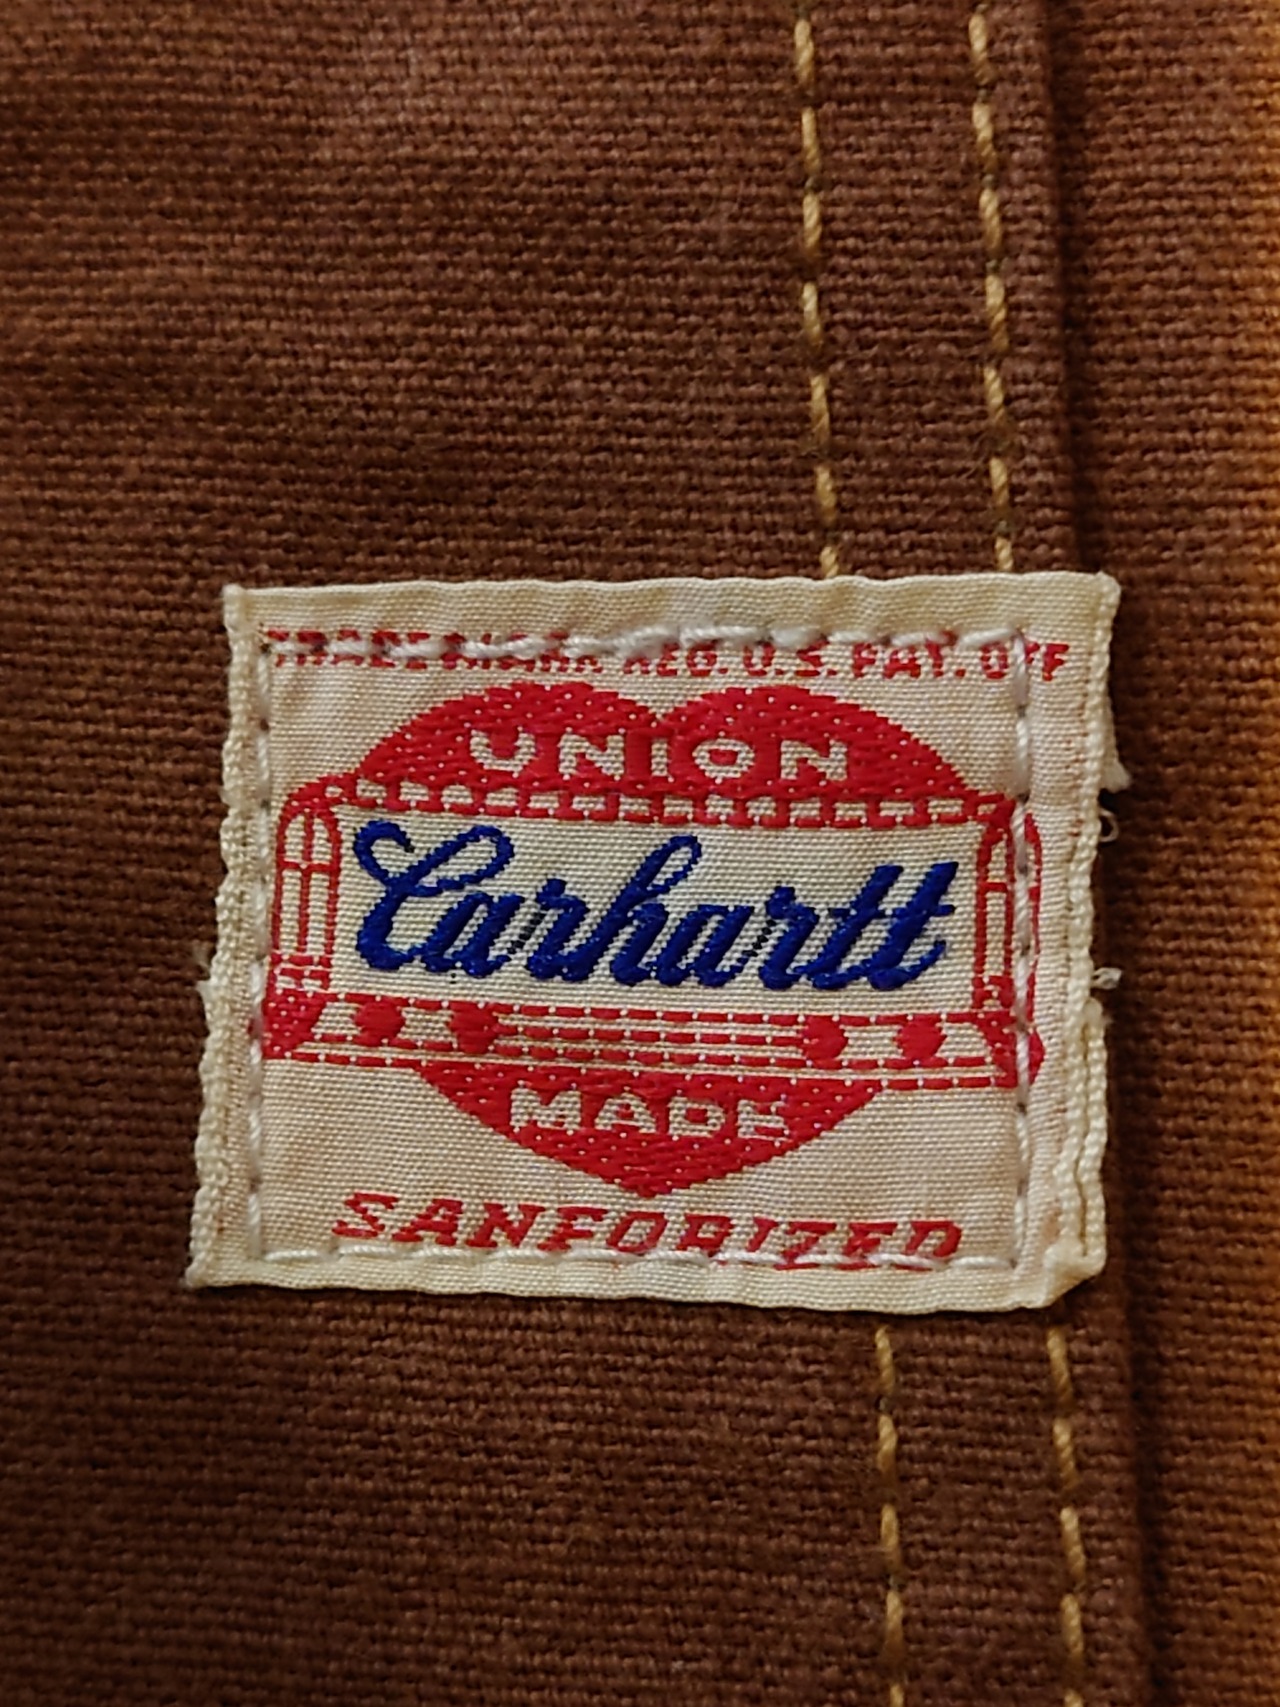 TRADE MARK REG. U.S. PAT. OFF
UNION
Carhartt
MADE
SANFORIZED